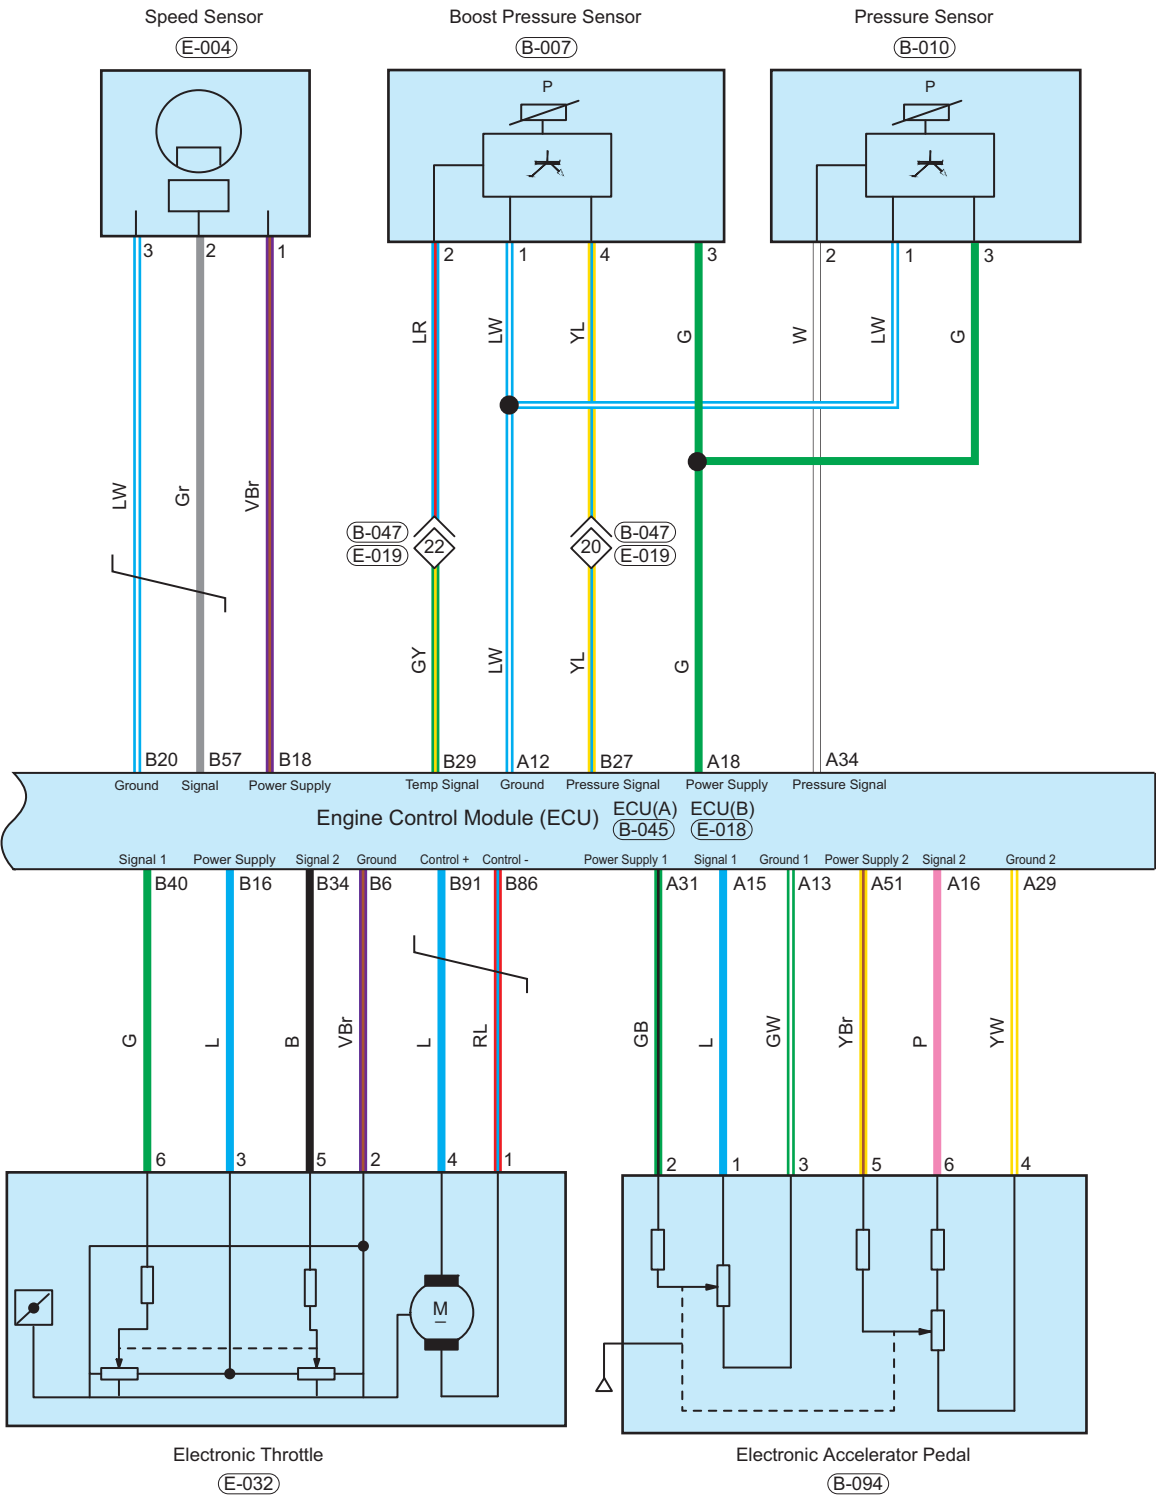 Speed Sensor Boost Pressure Sensor Pressure Sensor
E-004 B-007 B-010
P P
3 2 1 2 1 4 3 2 1 3
LR LW YL G W LW G
LW Gr VBr
B-047 22 20 B-047
E-019 E-019
GY LW YL G
B20 B57 B18 B29 A12 B27 A18 A34
Ground Signal Power Supply Temp Signal Ground Pressure Signal Power Supply Pressure Signal
Engine Control Module (ECU) ECU(A) ECU(B)
B-045 E-018
Signal 1 Power Supply Signal 2 Ground Control + Control - Power Supply 1 Signal 1 Ground 1 Power Supply 2 Signal 2 Ground 2
B40 B16 B34 B6 B91 B86 A31 A15 A13 A51 A16 A29
G L B VBr L RL GB L GW YBr P YW
6 3 5 2 4 1 2 1 3 5 6 4
M
Electronic Throttle Electronic Accelerator Pedal
E-032 B-094